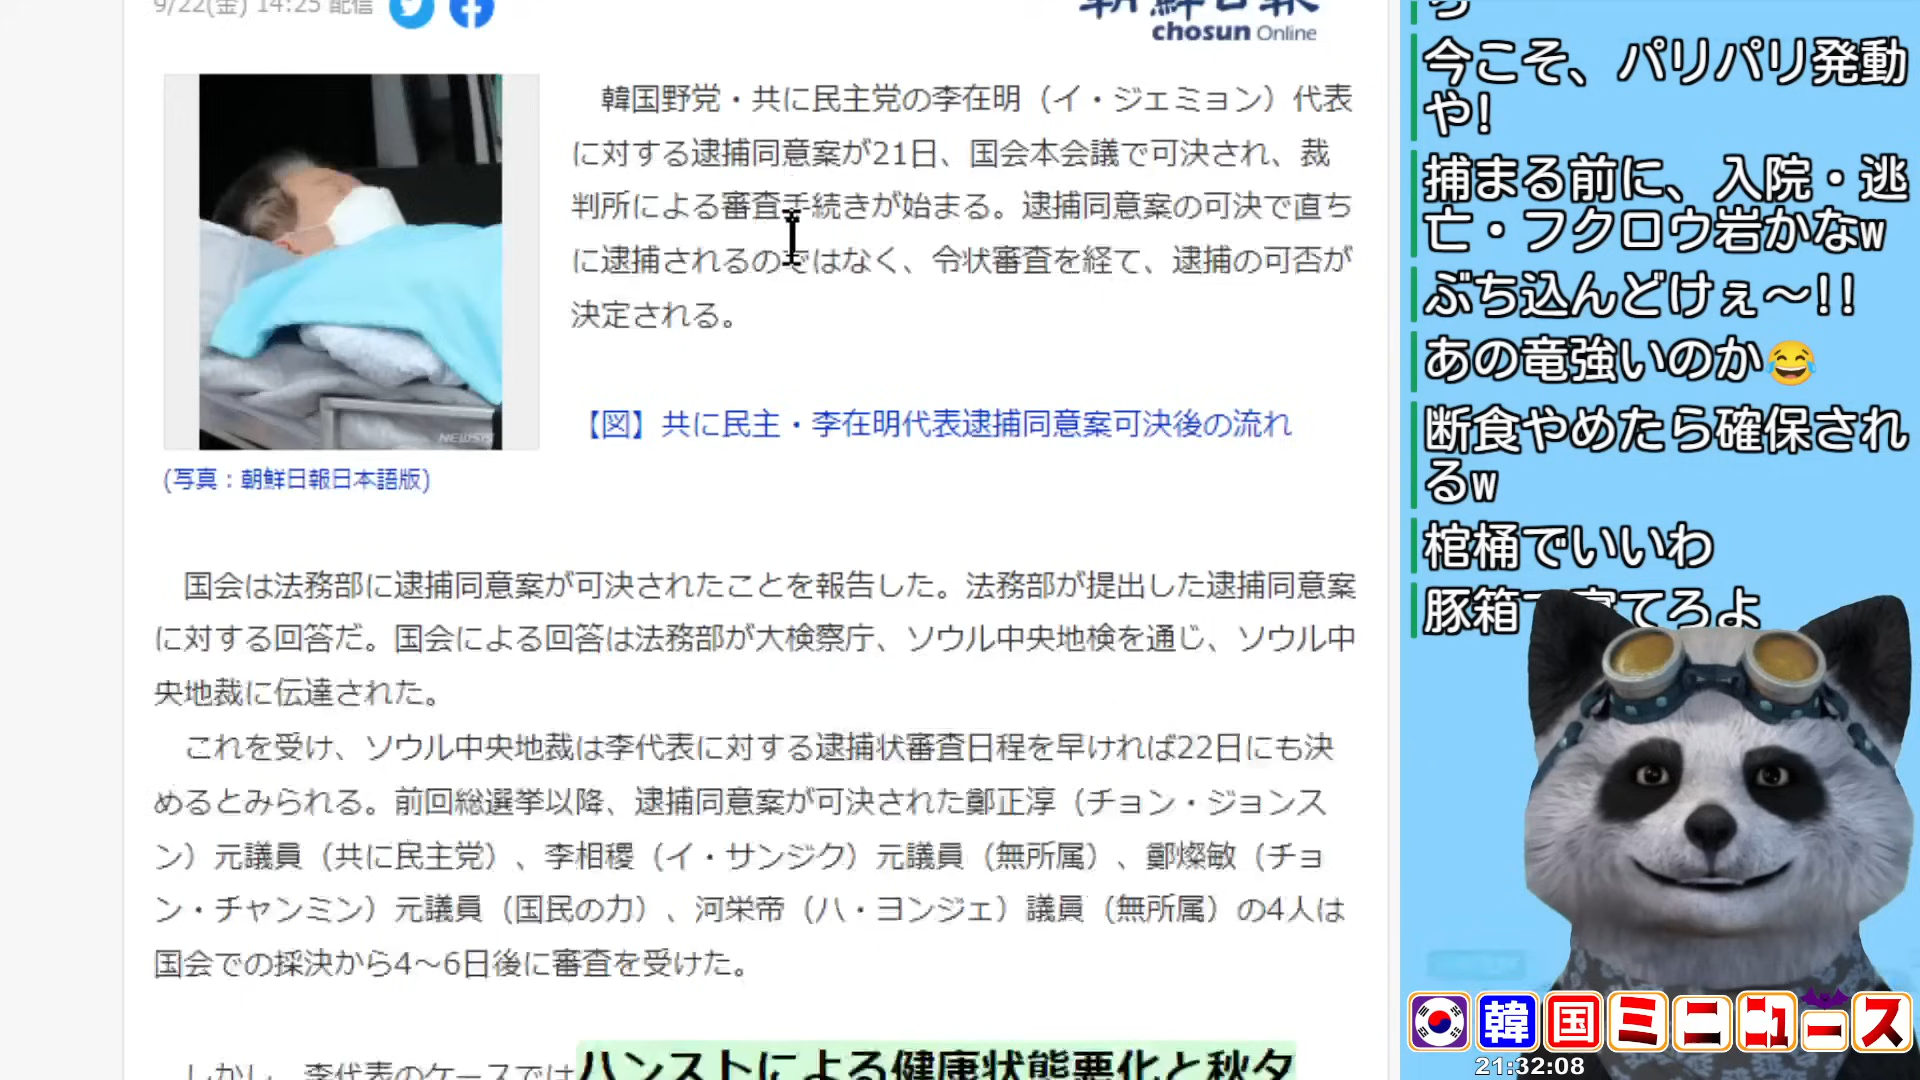 9/22(金) 14:25 配信
朝鮮日報
chosun Online
韓国野党・共に民主党の李在明（イ・ジェミョン）代表
に対する逮捕同意案が21日、国会本会議で可決され、裁
判所による審査手続きが始まる。逮捕同意案の可決で直ち
に逮捕されるのではなく、令状審査を経て、逮捕の可否が
決定される。
NEWSIS
【図】共に民主・李在明代表逮捕同意案可決後の流れ
(写真：朝鮮日報日本語版)
国会は法務部に逮捕同意案が可決されたことを報告した。法務部が提出した逮捕同意案
に対する回答だ。国会による回答は法務部が大検察庁、ソウル中央地検を通じ、ソウル中
央地裁に伝達された。
これを受け、ソウル中央地裁は李代表に対する逮捕状審査日程を早ければ22日にも決
めるとみられる。前回総選挙以降、逮捕同意案が可決された鄭正淳（チョン・ジョンス
ン）元議員（共に民主党）、李相稷（イ・サンジク）元議員（無所属）、鄭燦敏（チョ
ン・チャンミン）元議員（国民の力）、河栄帝（ハ・ヨンジェ）議員（無所属）の4人は
国会での採決から4～6日後に審査を受けた。
しかし、李代表のケースでは
ハンストによる健康状態悪化と秋夕
今こそ、パリパリ発動
や!
捕まる前に、入院・逃
亡・フクロウ岩かなw
ぶち込んどけぇ～!!
あの竜強いのか😂
断食やめたら確保され
るw
棺桶でいいわ
豚箱で寝てろよ
韓国ミニニュース
21:32:08